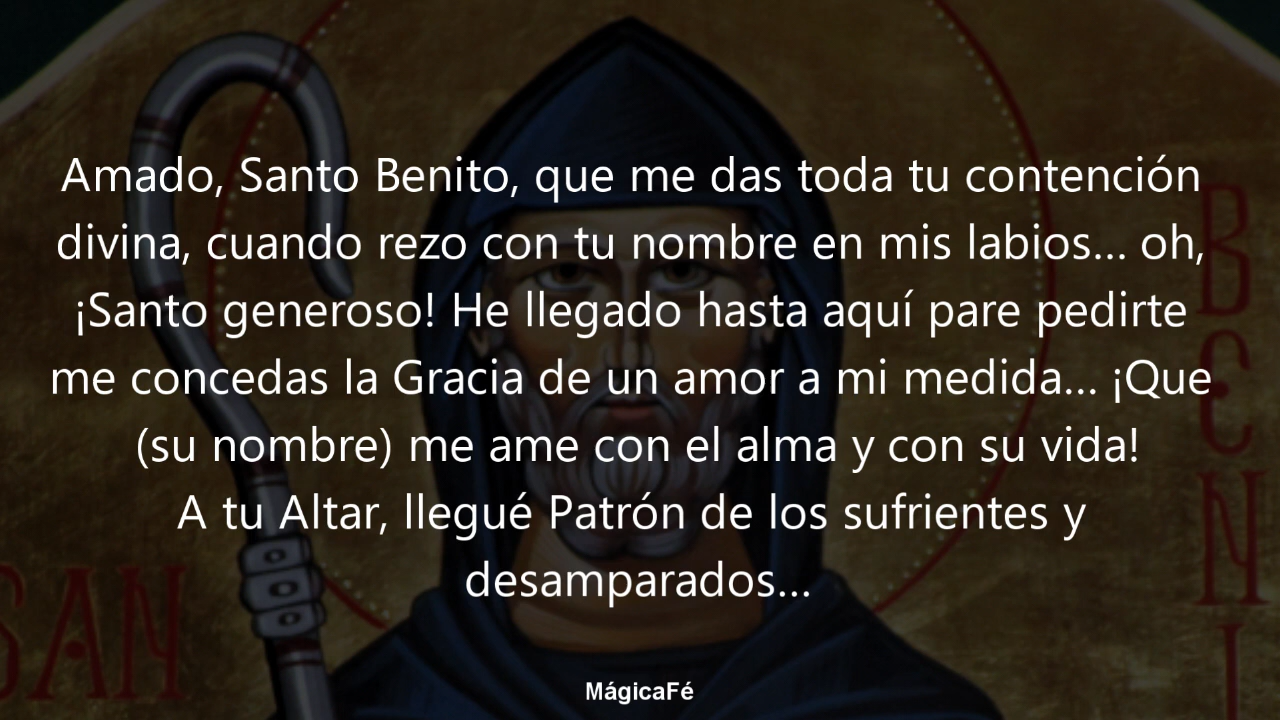 Amado, Santo Benito, que me das toda tu contención
divina, cuando rezo con tu nombre en mis labios... oh,
¡Santo generoso! He llegado hasta aquí pare pedirte
me concedas la Gracia de un amor a mi medida... ¡Que
(su nombre) me ame con el alma y con su vida!
A tu Altar, llegué Patrón de los sufrientes y
desamparados...
SAN
BENI
MágicaFé